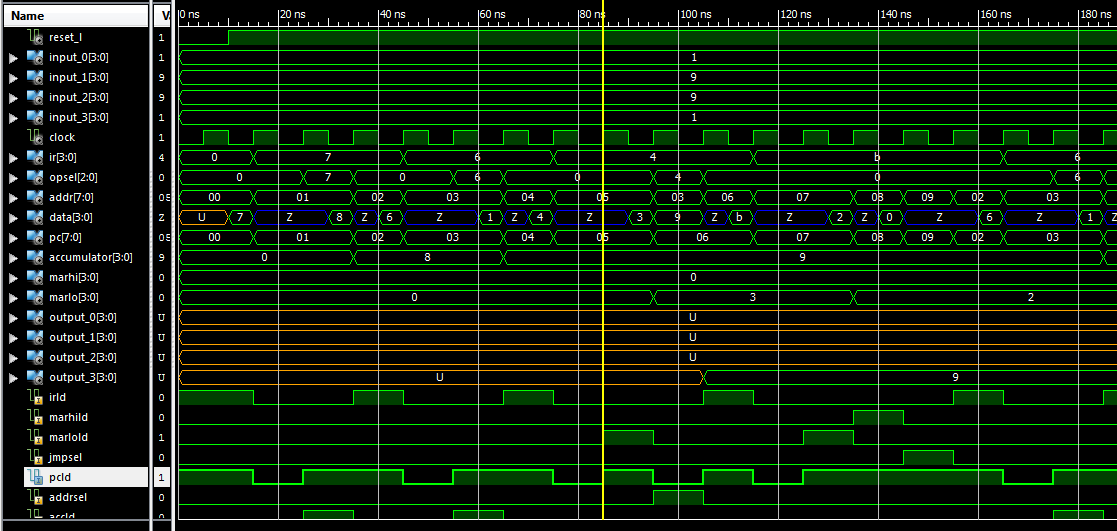 Name V. 0 ns 20 ns 40 ns 60 ns 80 ns 100 ns 120 ns 140 ns 160 ns 180 ns
reset_l 1
input_0[3:0] 1 1
input_1[3:0] 9 9
input_2[3:0] 9 9
input_3[3:0] 1 1
clock 1
ir[3:0] 4 0 7 6 4 b 6
opsel[2:0] 0 0 7 0 6 0 4 0 6
addr[7:0] 05 00 01 02 03 04 05 03 06 07 08 09 02 03
data[3:0] Z U 7 Z 8 Z 6 Z 1 Z 4 Z 3 9 Z b Z 2 Z 0 Z 6 Z 1 Z
pc[7:0] 05 00 01 02 03 04 05 06 07 08 09 02 03
accumulator[3:0] 9 0 8 9
marhi[3:0] 0 0
marlo[3:0] 0 0 3 2
output_0[3:0] U U
output_1[3:0] U U
output_2[3:0] U U
output_3[3:0] U U 9
irld 0
marhild 0
marlold 1
jmpsel 0
pcld 1
addrsel 0
accld 0